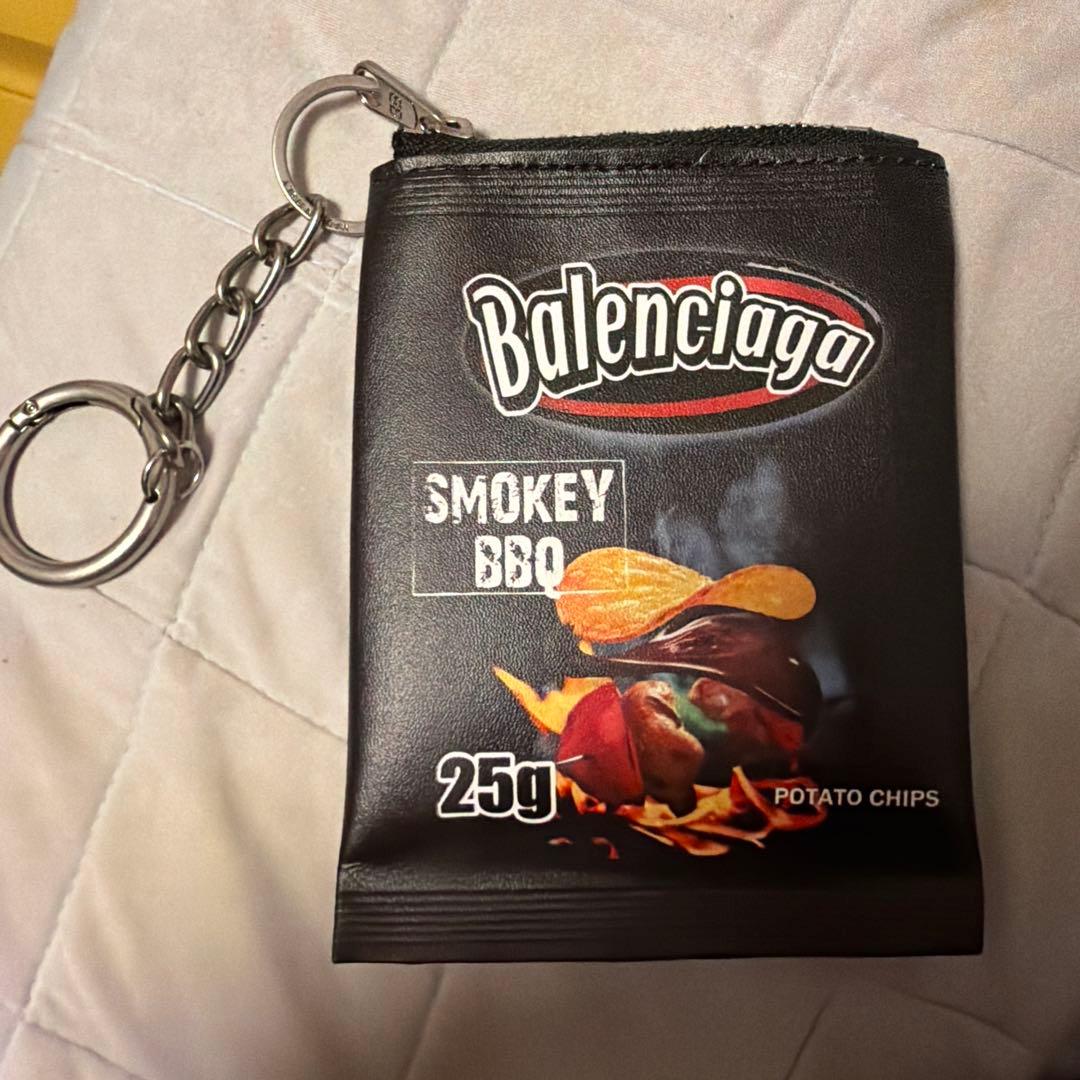 Balenciaga
SMOKEY
BBQ
25g
POTATO CHIPS